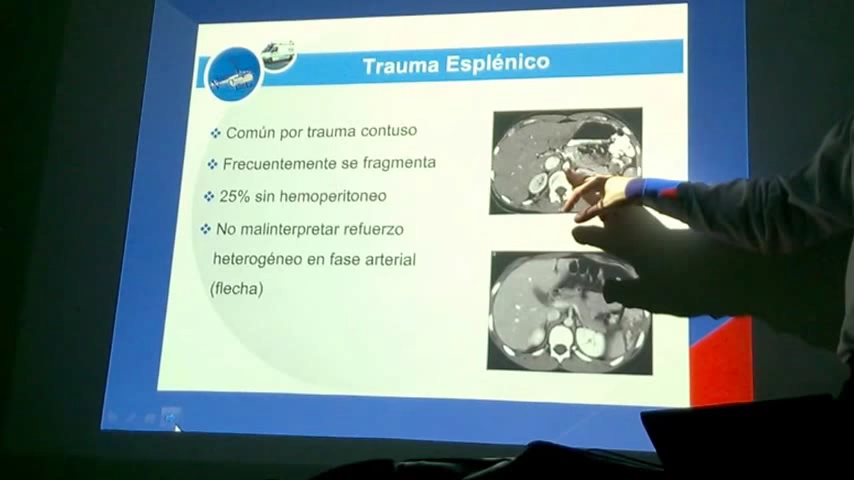 Trauma Esplénico
Común por trauma contuso
Frecuentemente se fragmenta
25% sin hemoperitoneo
No malinterpretar refuerzo
heterogéneo en fase arterial
(flecha)